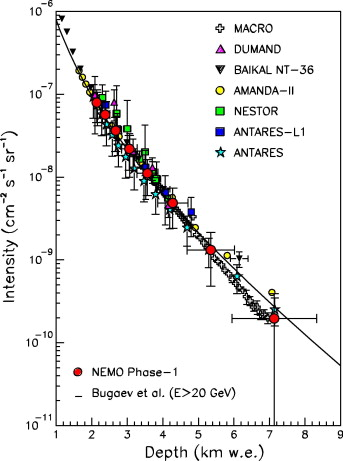 10^-6
10^-7
10^-8
10^-9
10^-10
10^-11
Intensity (cm^-2 s^-1 sr^-1)
MACRO
DUMAND
BAIKAL NT-36
AMANDA-II
NESTOR
ANTARES-L1
ANTARES
NEMO Phase-1
Bugaev et al. (E>20 GeV)
1 2 3 4 5 6 7 8 9
Depth (km w.e.)